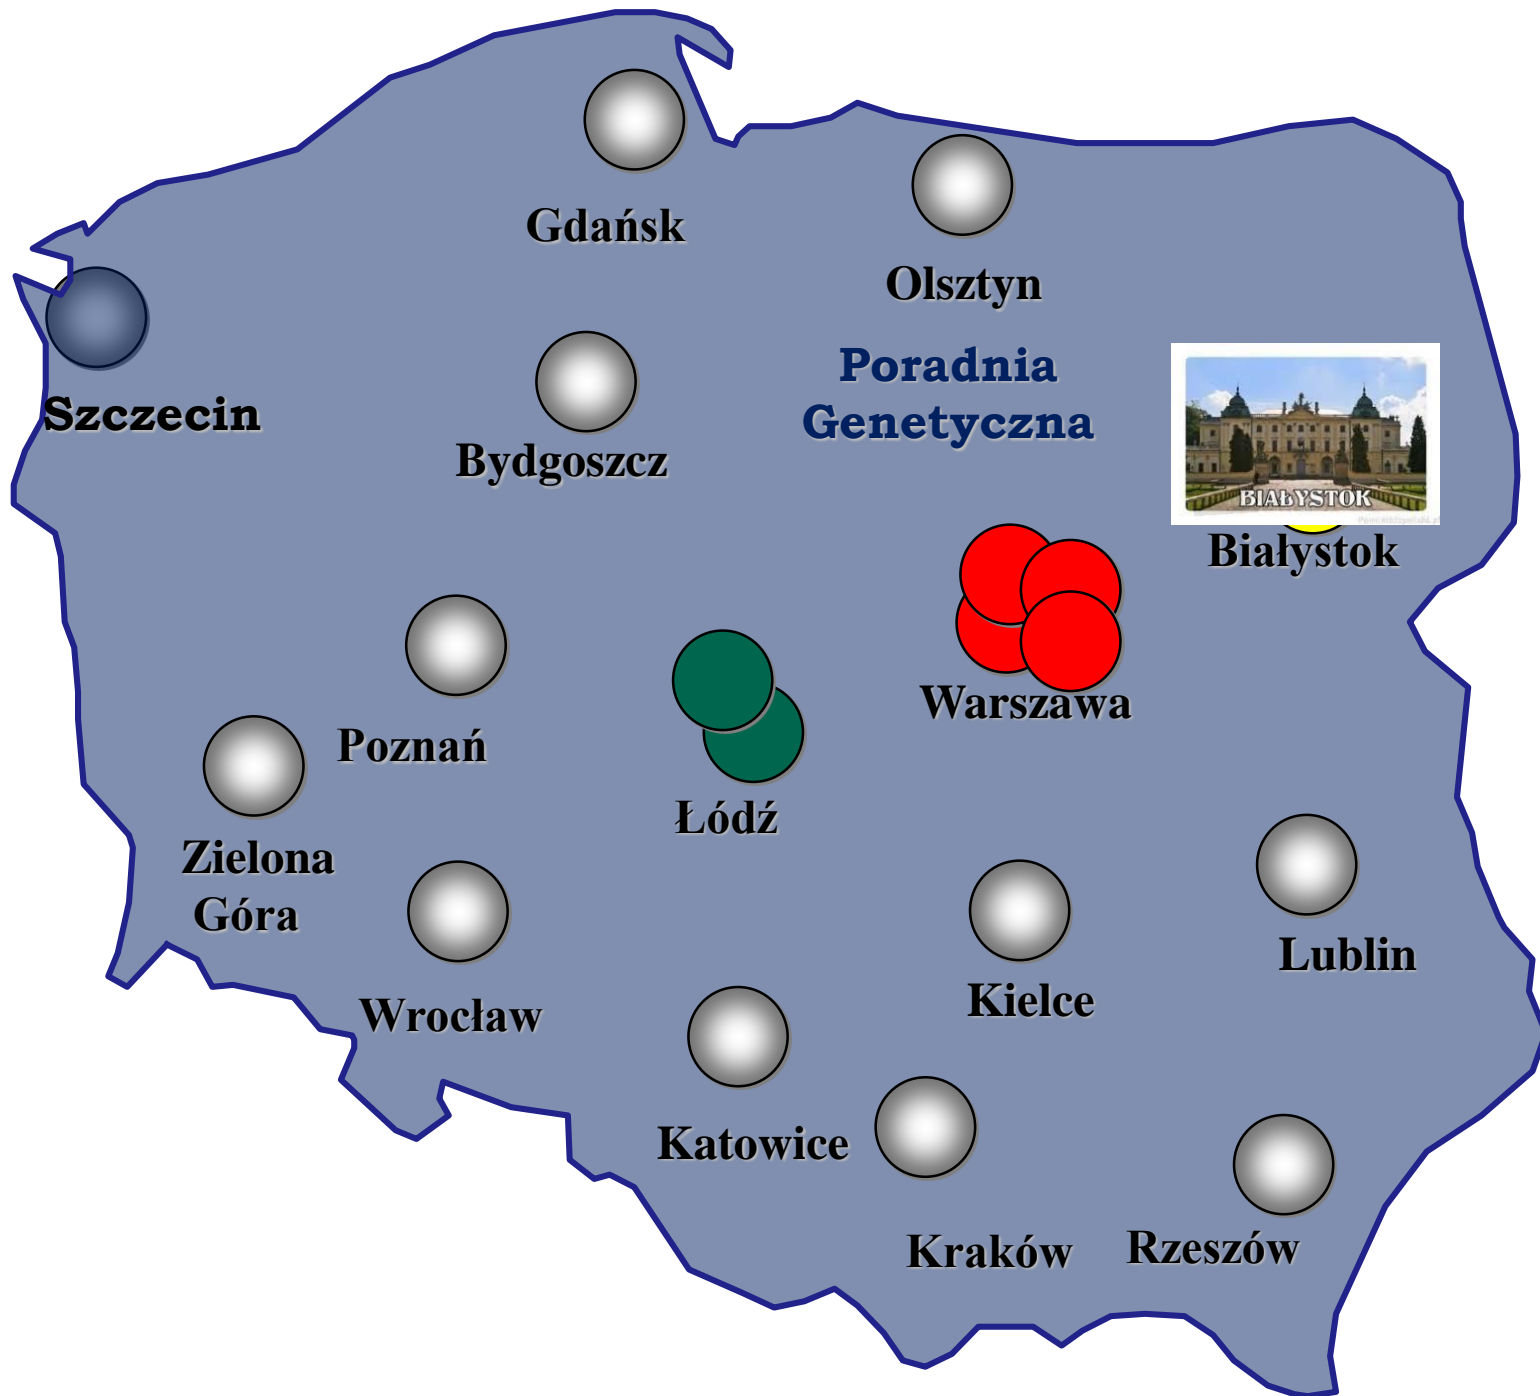 Gdańsk
Olsztyn
Poradnia
Genetyczna
Szczecin
Bydgoszcz
BIAŁYSTOK
Białystok
Warszawa
Poznań
Łódź
Zielona
Góra
Lublin
Wrocław
Kielce
Katowice
Kraków
Rzeszów